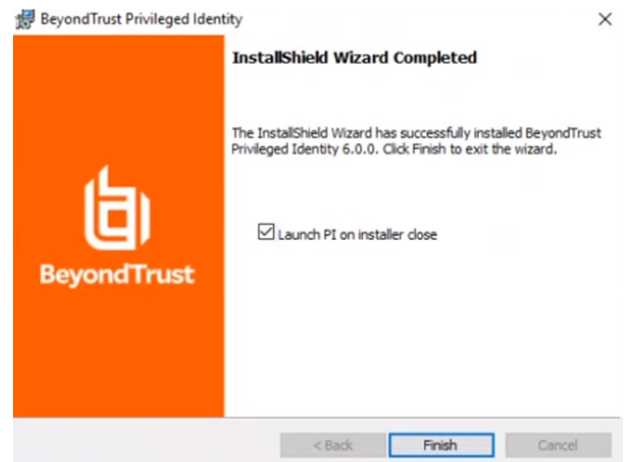 BeyondTrust Privileged Identity
InstallShield Wizard Completed
The InstallShield Wizard has successfully installed BeyondTrust
Privileged Identity 6.0.0. Click Finish to exit the wizard.
Launch PI on installer close
BeyondTrust
< Back
Finish
Cancel